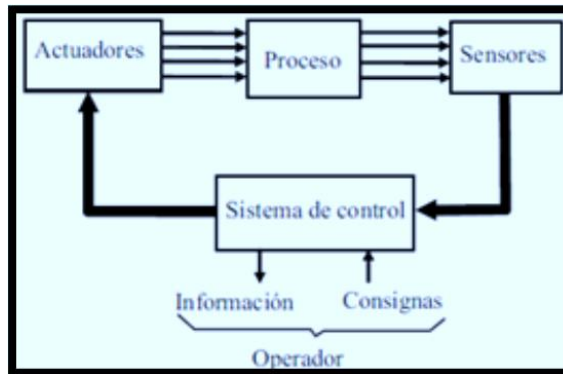 Actuadores
Proceso
Sensores
Sistema de control
Información
Consignas
Operador